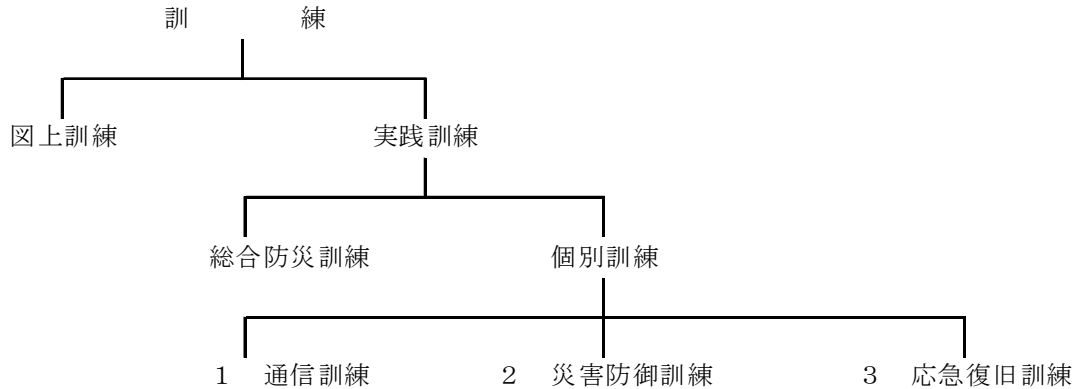 訓　　　練
図上訓練　実践訓練
総合防災訓練　個別訓練
1　通信訓練　2　災害防御訓練　3　応急復旧訓練